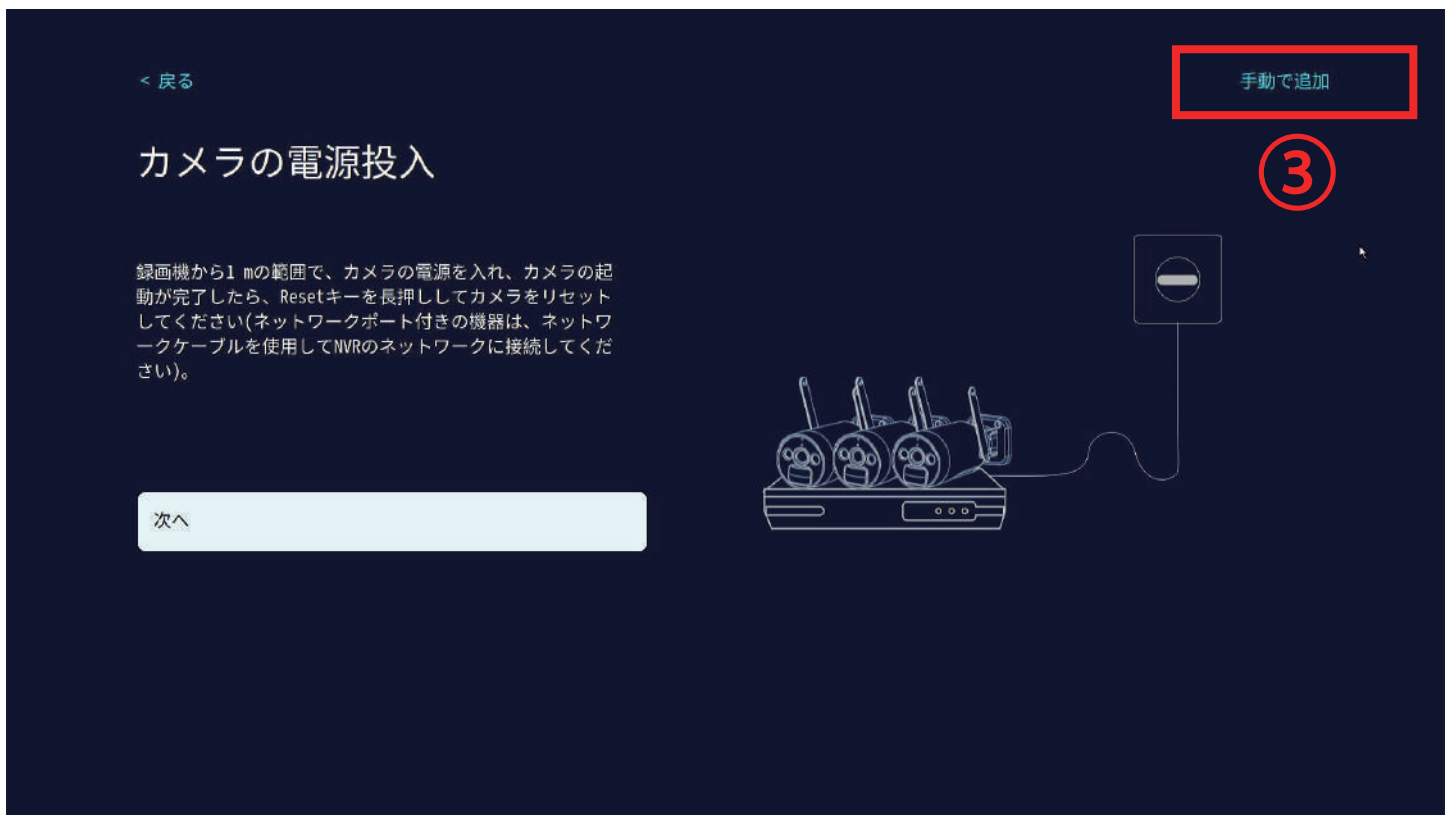 < 戻る
手動で追加
③
カメラの電源投入
録画機から1 mの範囲で、カメラの電源を入れ、カメラの起
動が完了したら、Resetキーを長押ししてカメラをリセット
してください(ネットワークポート付きの機器は、ネットワ
ークケーブルを使用してNVRのネットワークに接続してくだ
さい)。
次へ